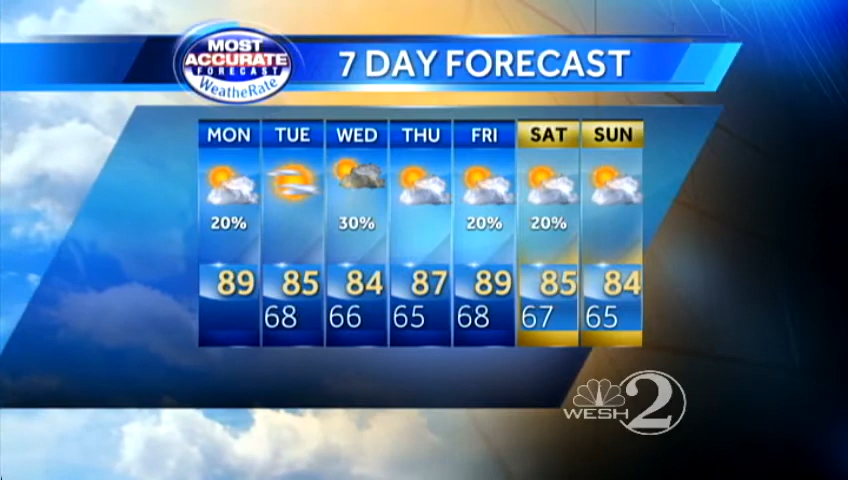 MOST
ACCURATE
FORECAST
WeatheRate
7 DAY FORECAST
MON TUE WED THU FRI SAT SUN
20% 30% 20% 20%
89 85 84 87 89 85 84
68 66 65 68 67 65
WESH 2